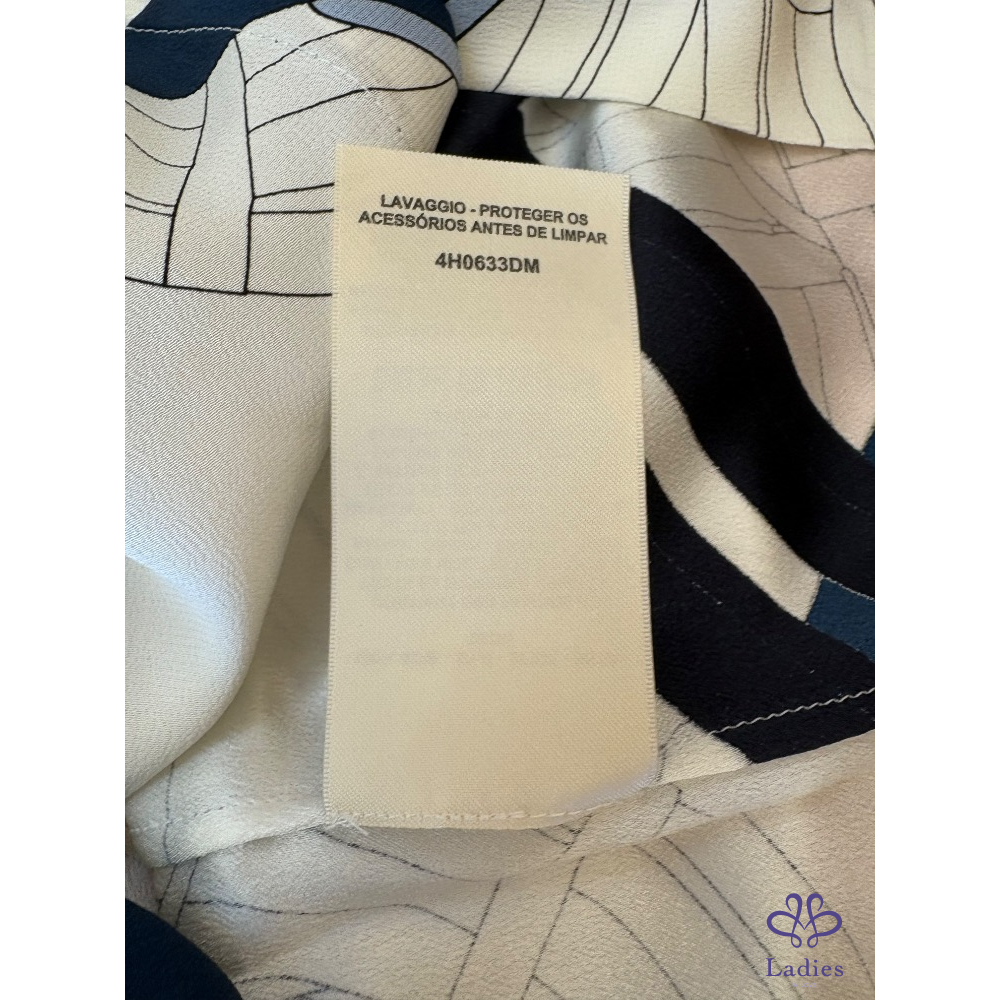 LAVAGGIO - PROTEGER OS
ACESSÓRIOS ANTES DE LIMPAR
4H0633DM
Ladies